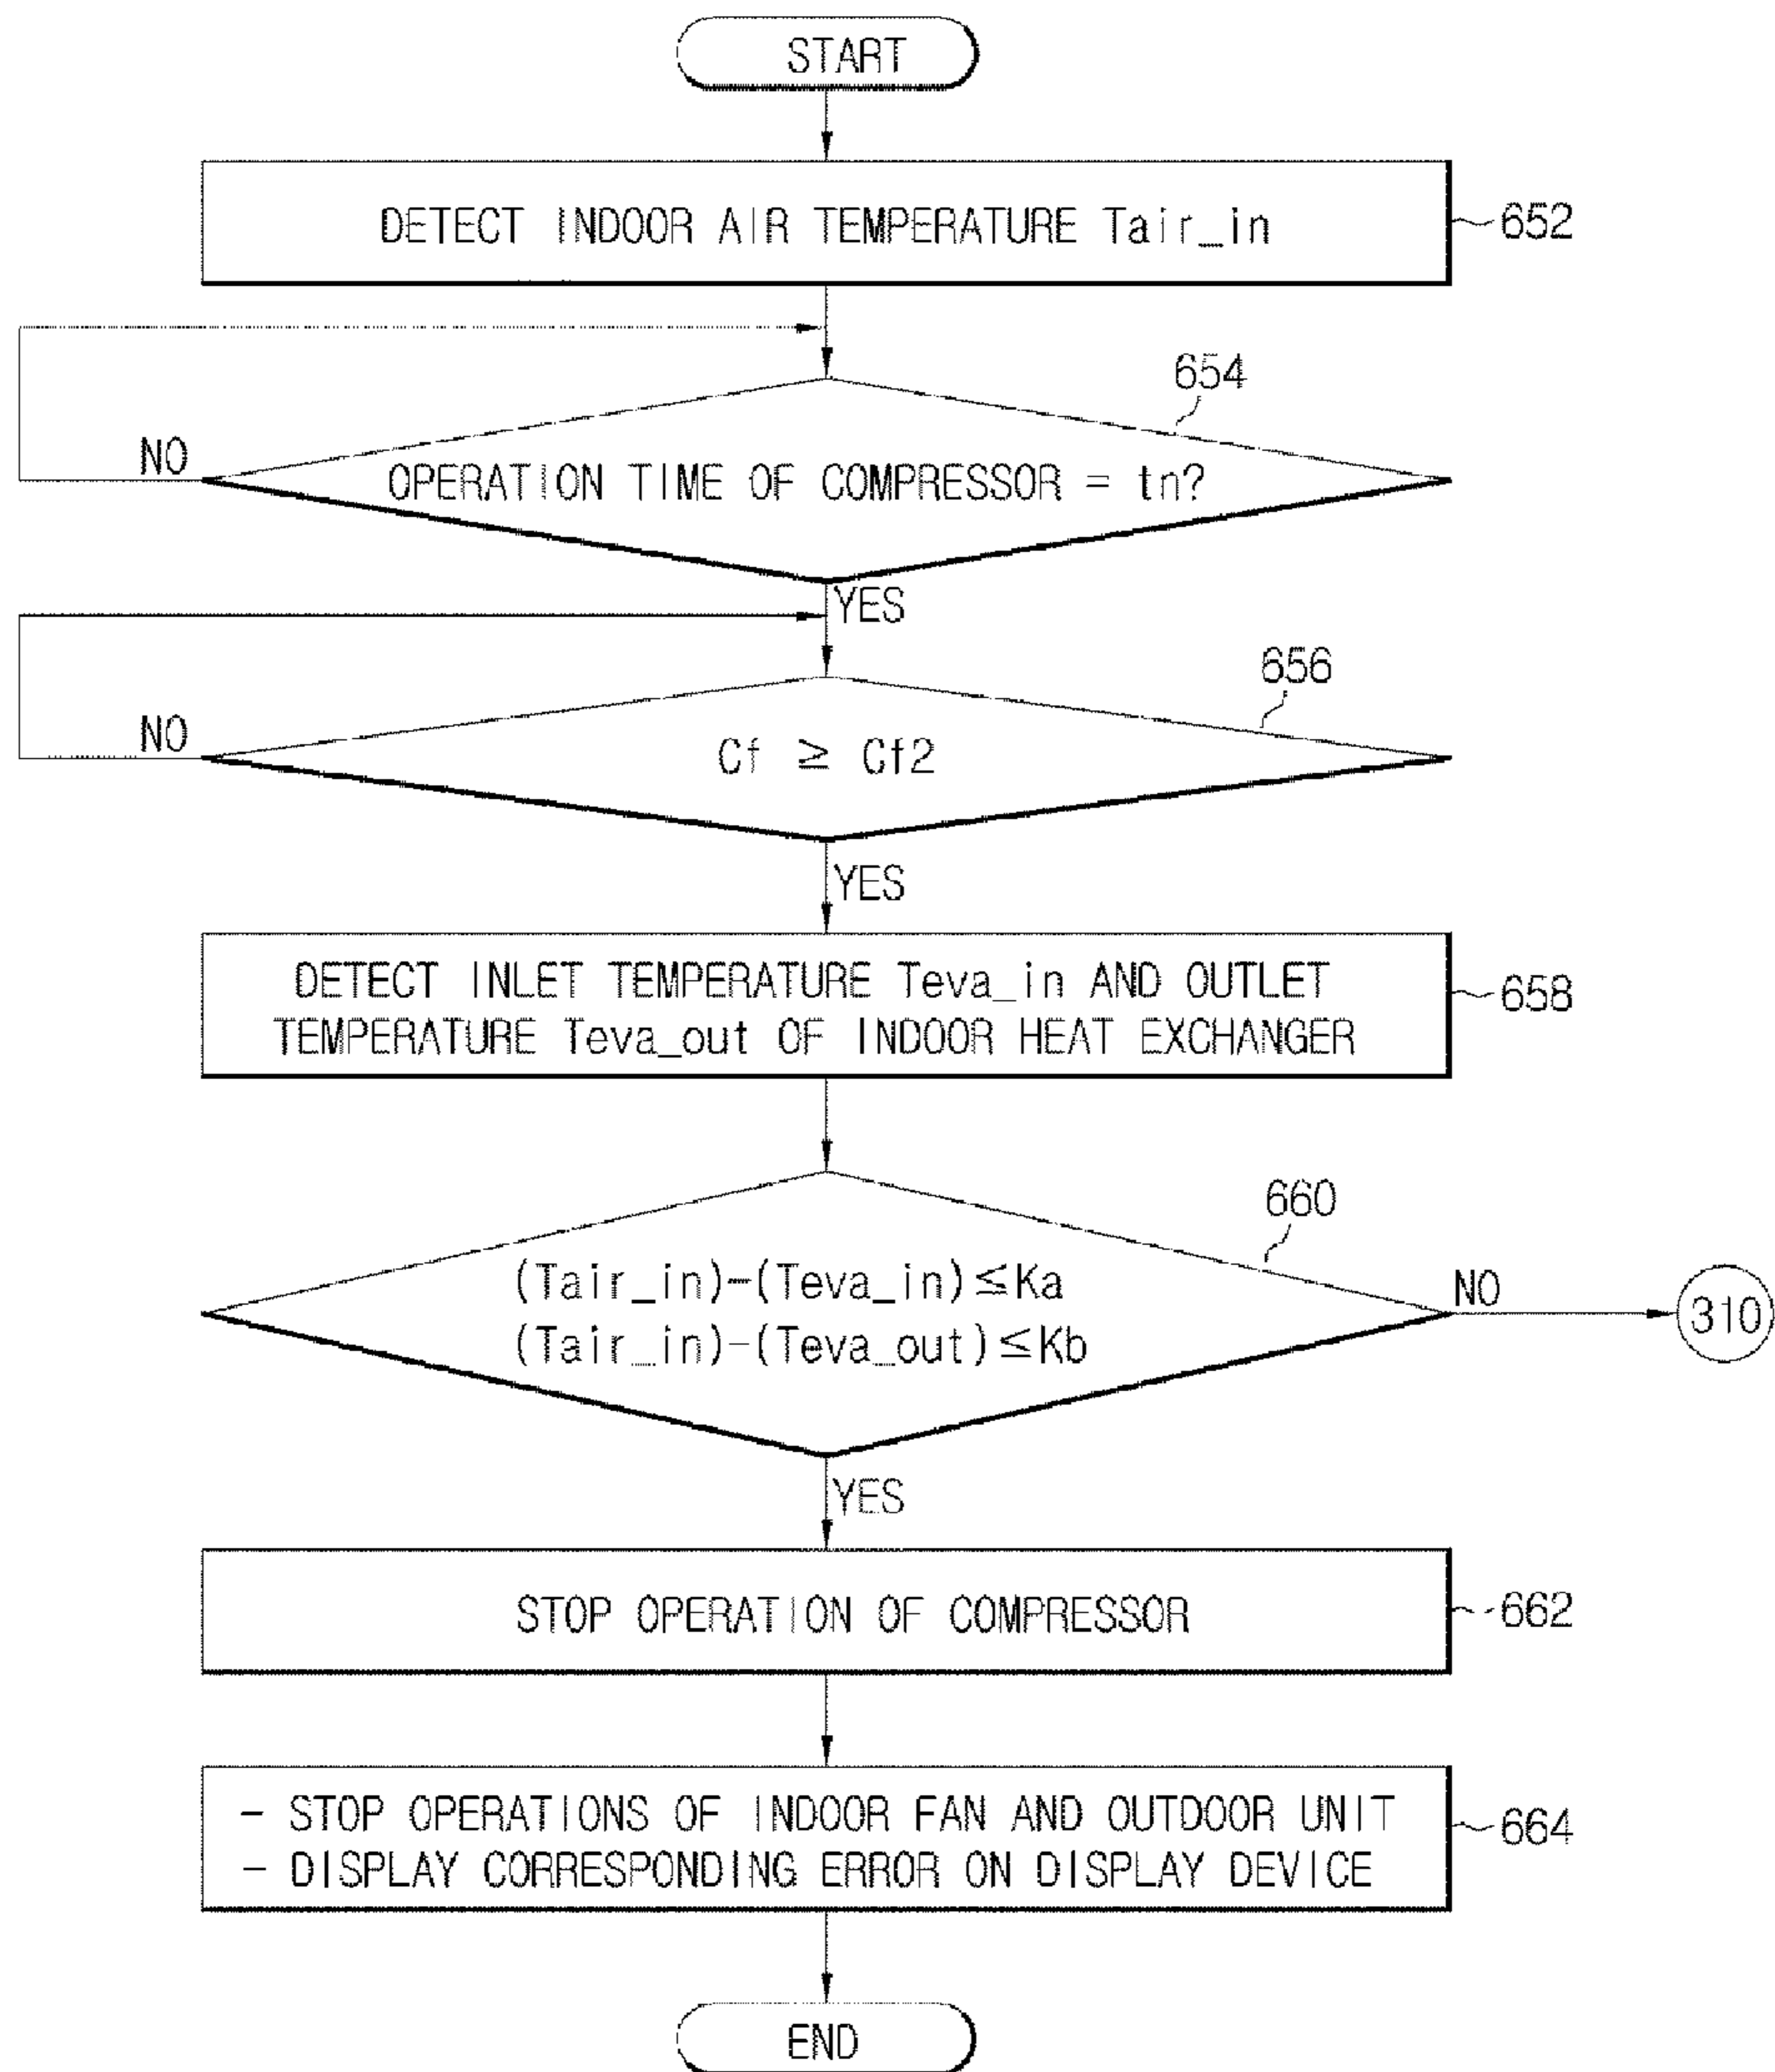 START
DETECT INDOOR AIR TEMPERATURE Tair_in
652
654
NO
OPERATION TIME OF COMPRESSOR = tn?
YES
656
NO
Cf ≥ Cf2
YES
DETECT INLET TEMPERATURE Teva_in AND OUTLET
TEMPERATURE Teva_out OF INDOOR HEAT EXCHANGER
658
660
(Tair_in)-(Teva_in)≤Ka
(Tair_in)-(Teva_out)≤Kb
NO
310
YES
STOP OPERATION OF COMPRESSOR
662
- STOP OPERATIONS OF INDOOR FAN AND OUTDOOR UNIT
- DISPLAY CORRESPONDING ERROR ON DISPLAY DEVICE
664
END